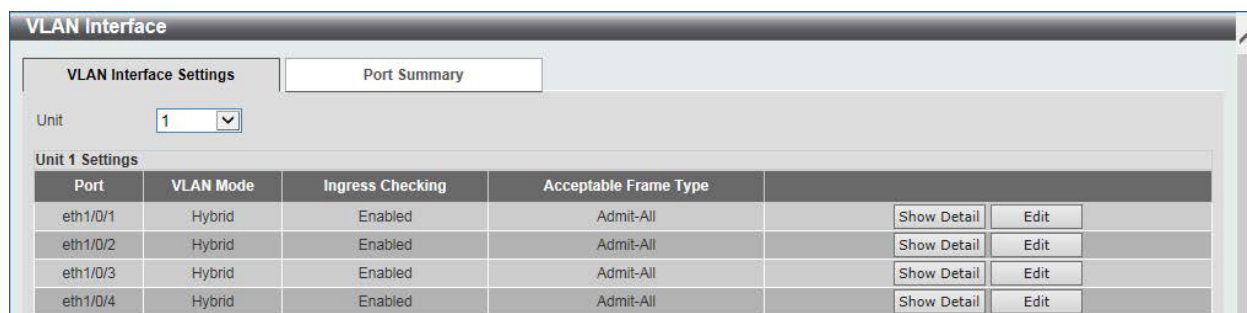 VLAN Interface
VLAN Interface Settings Port Summary
Unit 1
Unit 1 Settings
Port VLAN Mode Ingress Checking Acceptable Frame Type
eth1/0/1 Hybrid Enabled Admit-All Show Detail Edit
eth1/0/2 Hybrid Enabled Admit-All Show Detail Edit
eth1/0/3 Hybrid Enabled Admit-All Show Detail Edit
eth1/0/4 Hybrid Enabled Admit-All Show Detail Edit